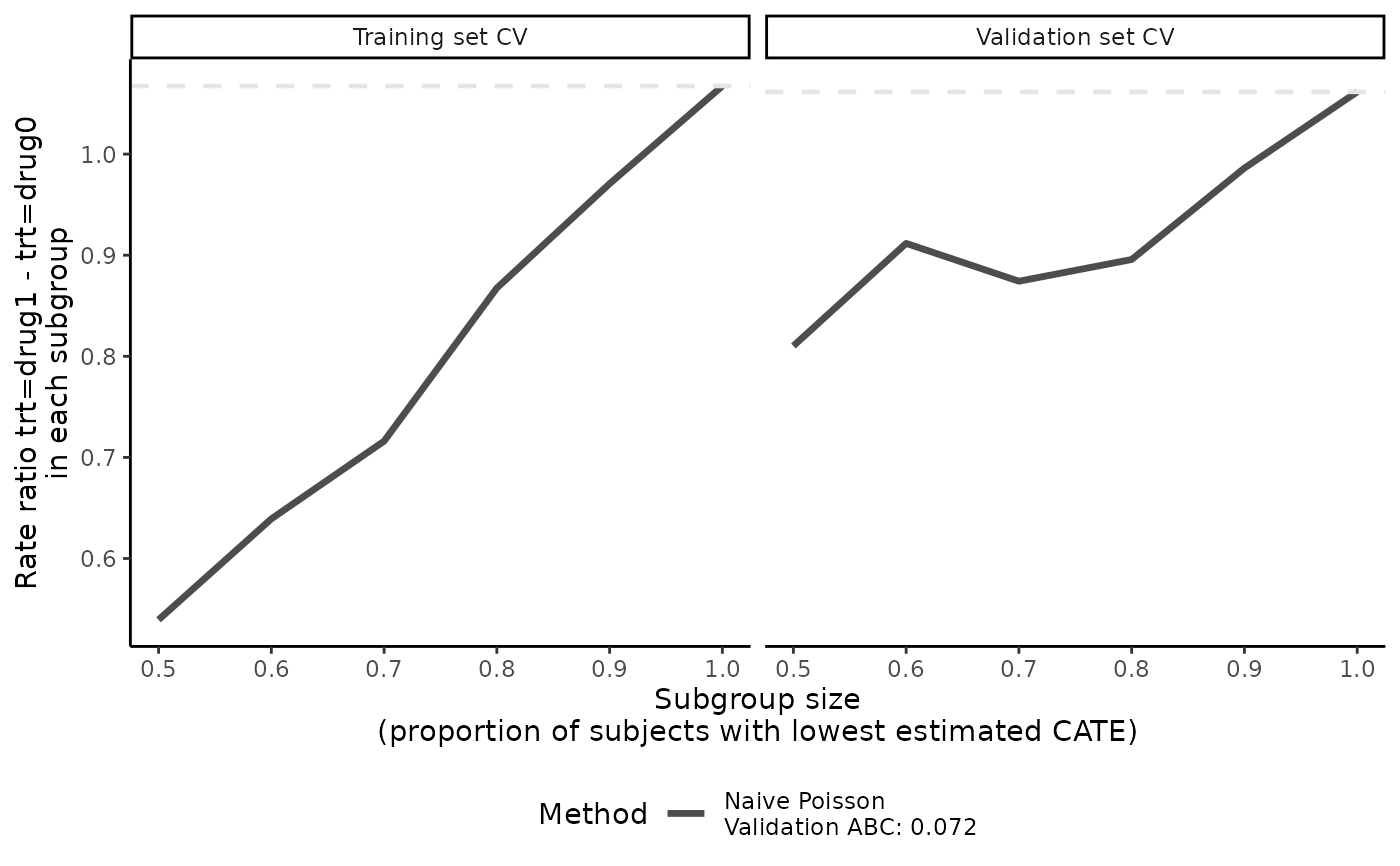 Training set CV
Validation set CV
Rate ratio trt=drug1 - trt=drug0
in each subgroup
1.0
0.9
0.8
0.7
0.6
0.5 0.6 0.7 0.8 0.9 1.0
0.5 0.6 0.7 0.8 0.9 1.0
Subgroup size
(proportion of subjects with lowest estimated CATE)
Method
Naive Poisson
Validation ABC: 0.072